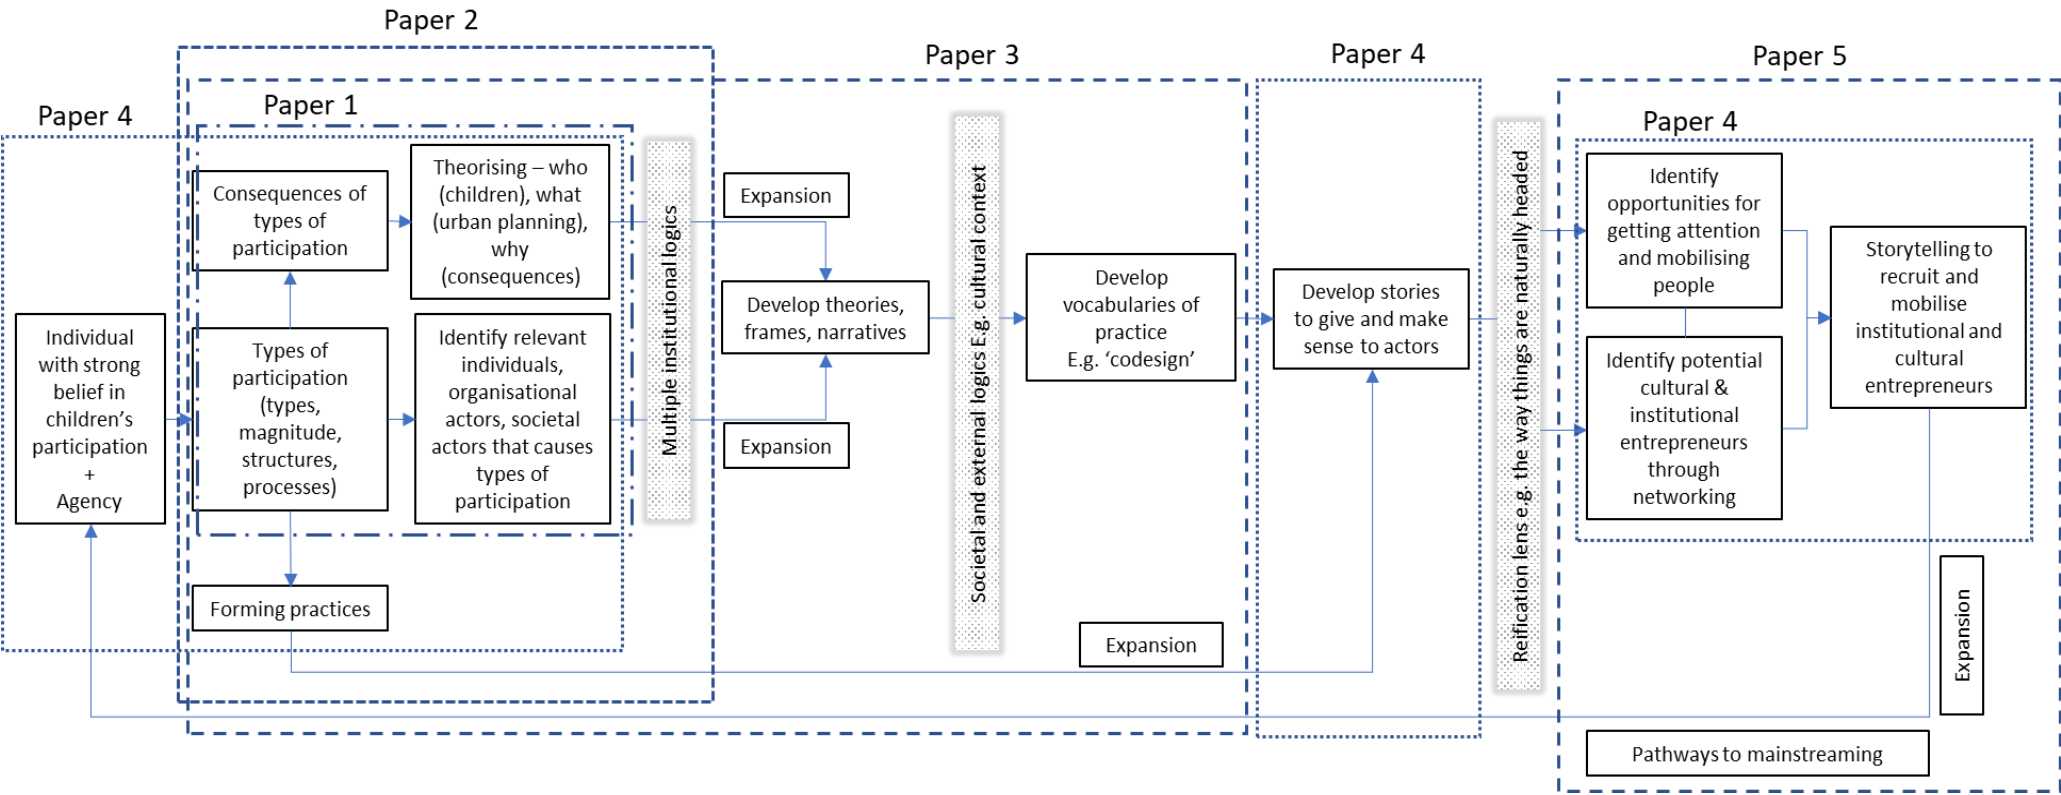 Paper 2
Paper 3
Paper 4
Paper 5
Paper 4
Paper 1
Paper 4
Individual
with strong
belief in
children’s
participation
+
Agency
Consequences of
types of
participation
Theorising – who
(children), what
(urban planning),
why
(consequences)
Types of
participation
(types,
magnitude,
structures,
processes)
Identify relevant
individuals,
organisational
actors, societal
actors that causes
types of
participation
Forming practices
Multiple institutional logics
Expansion
Develop theories,
frames, narratives
Expansion
Societal and external logics E.g. cultural context
Develop
vocabularies of
practice
E.g. ‘codesign’
Expansion
Develop stories
to give and make
sense to actors
Reification lens e.g. the way things are naturally headed
Identify
opportunities for
getting attention
and mobilising
people
Identify potential
cultural &
institutional
entrepreneurs
through
networking
Storytelling to
recruit and
mobilise
institutional and
cultural
entrepreneurs
Expansion
Pathways to mainstreaming